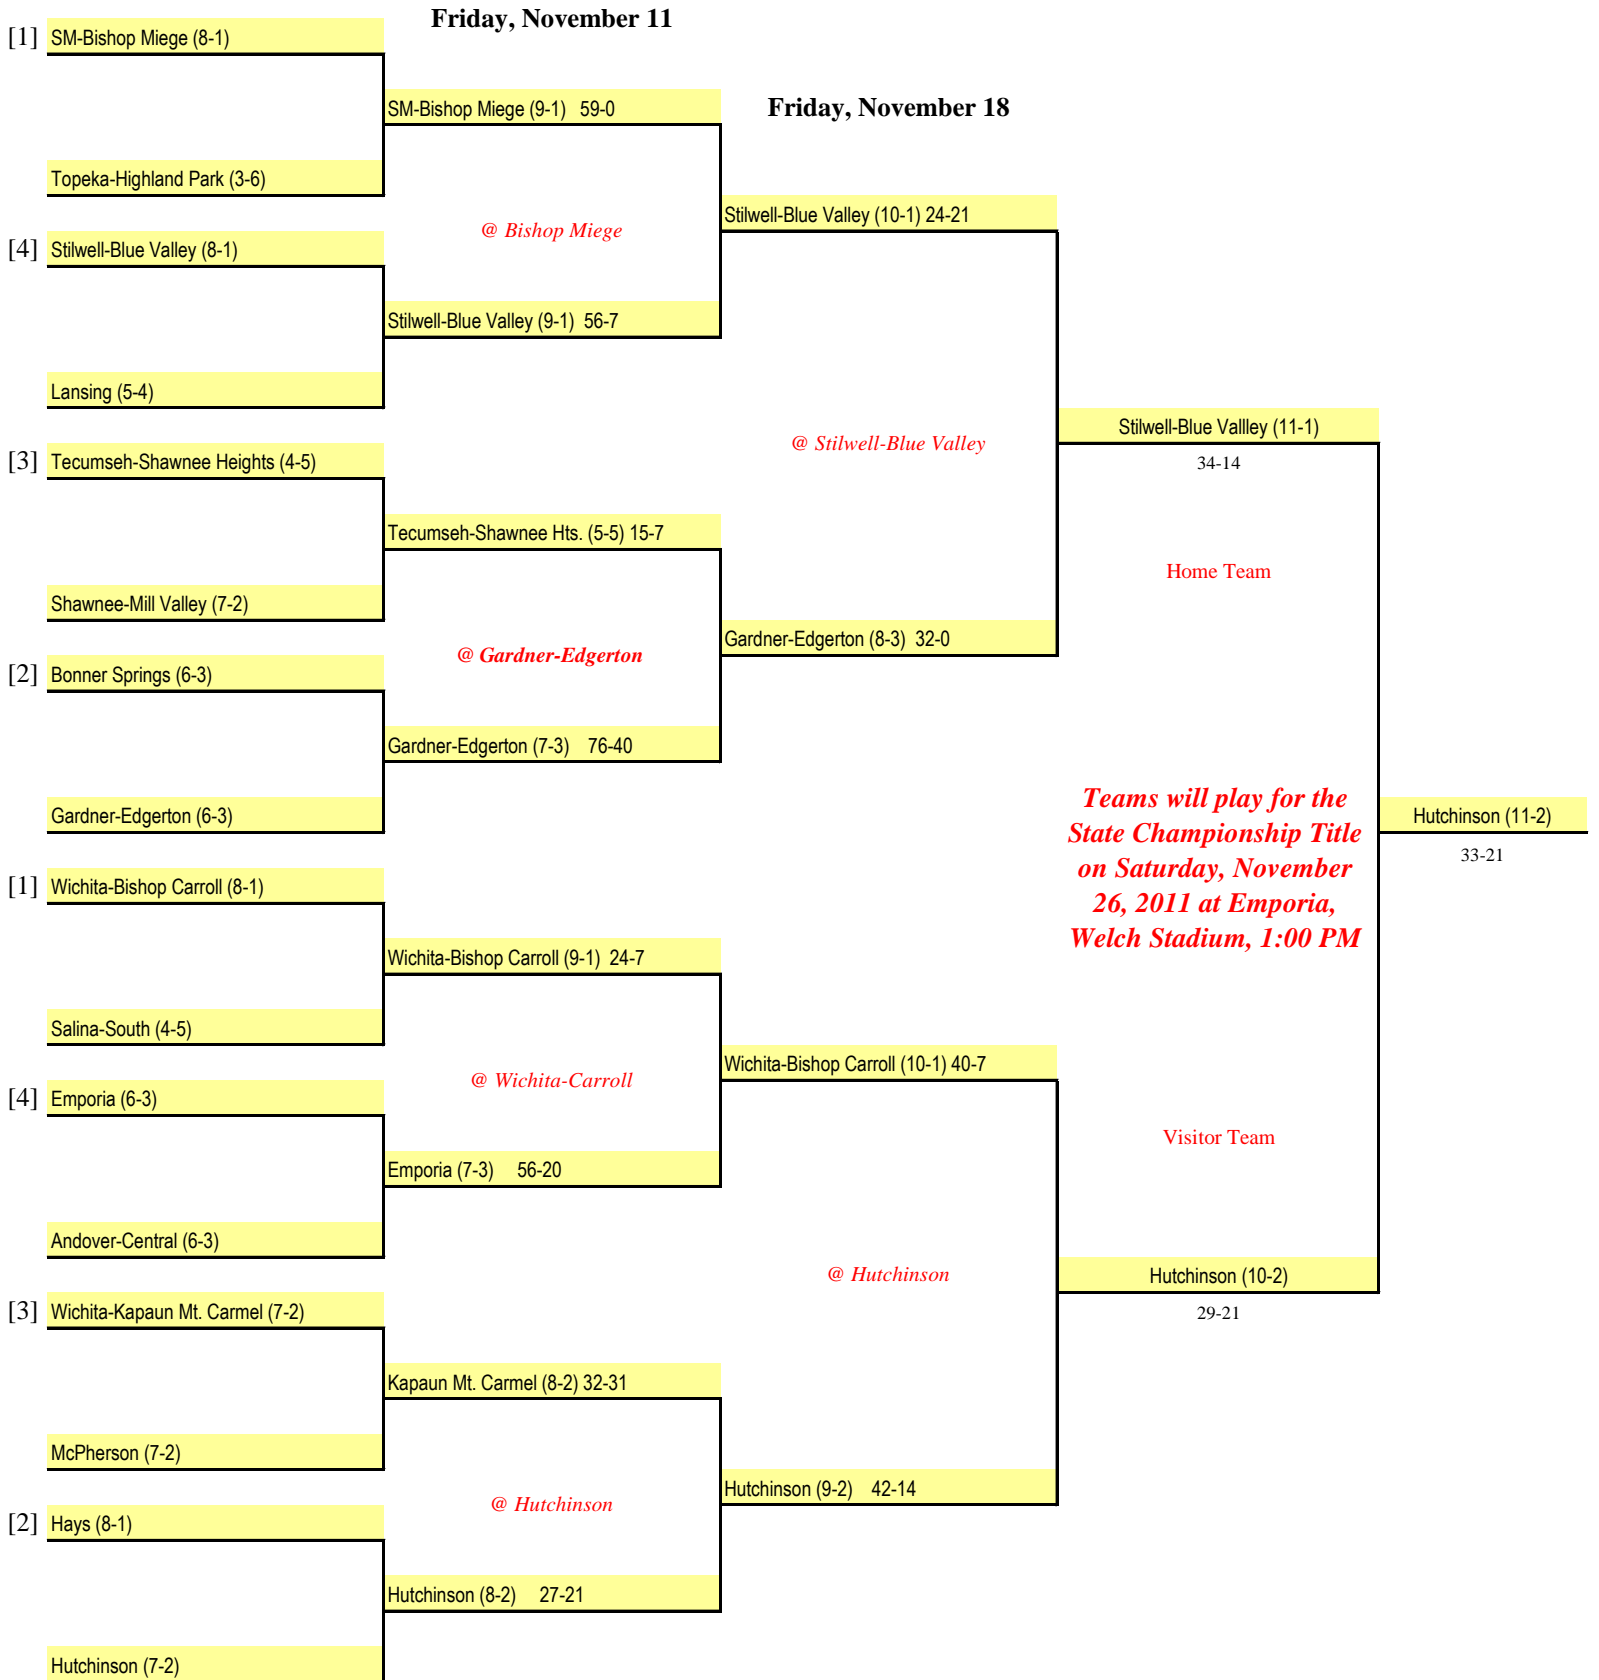 Friday, November 11
[1] SM-Bishop Miege (8-1)
SM-Bishop Miege (9-1) 59-0
Friday, November 18
Topeka-Highland Park (3-6)
Stilwell-Blue Valley (10-1) 24-21
@ Bishop Miege
[4] Stilwell-Blue Valley (8-1)
Stilwell-Blue Valley (9-1) 56-7
Lansing (5-4)
Stilwell-Blue Vallley (11-1)
@ Stilwell-Blue Valley
34-14
[3] Tecumseh-Shawnee Heights (4-5)
Tecumseh-Shawnee Hts. (5-5) 15-7
Home Team
Shawnee-Mill Valley (7-2)
Gardner-Edgerton (8-3) 32-0
@ Gardner-Edgerton
[2] Bonner Springs (6-3)
Gardner-Edgerton (7-3) 76-40
Teams will play for the
State Championship Title
on Saturday, November
26, 2011 at Emporia,
Welch Stadium, 1:00 PM
Gardner-Edgerton (6-3)
Hutchinson (11-2)
33-21
[1] Wichita-Bishop Carroll (8-1)
Wichita-Bishop Carroll (9-1) 24-7
Salina-South (4-5)
Wichita-Bishop Carroll (10-1) 40-7
@ Wichita-Carroll
[4] Emporia (6-3)
Visitor Team
Emporia (7-3) 56-20
Andover-Central (6-3)
@ Hutchinson
Hutchinson (10-2)
29-21
[3] Wichita-Kapaun Mt. Carmel (7-2)
Kapaun Mt. Carmel (8-2) 32-31
McPherson (7-2)
Hutchinson (9-2) 42-14
@ Hutchinson
[2] Hays (8-1)
Hutchinson (8-2) 27-21
Hutchinson (7-2)